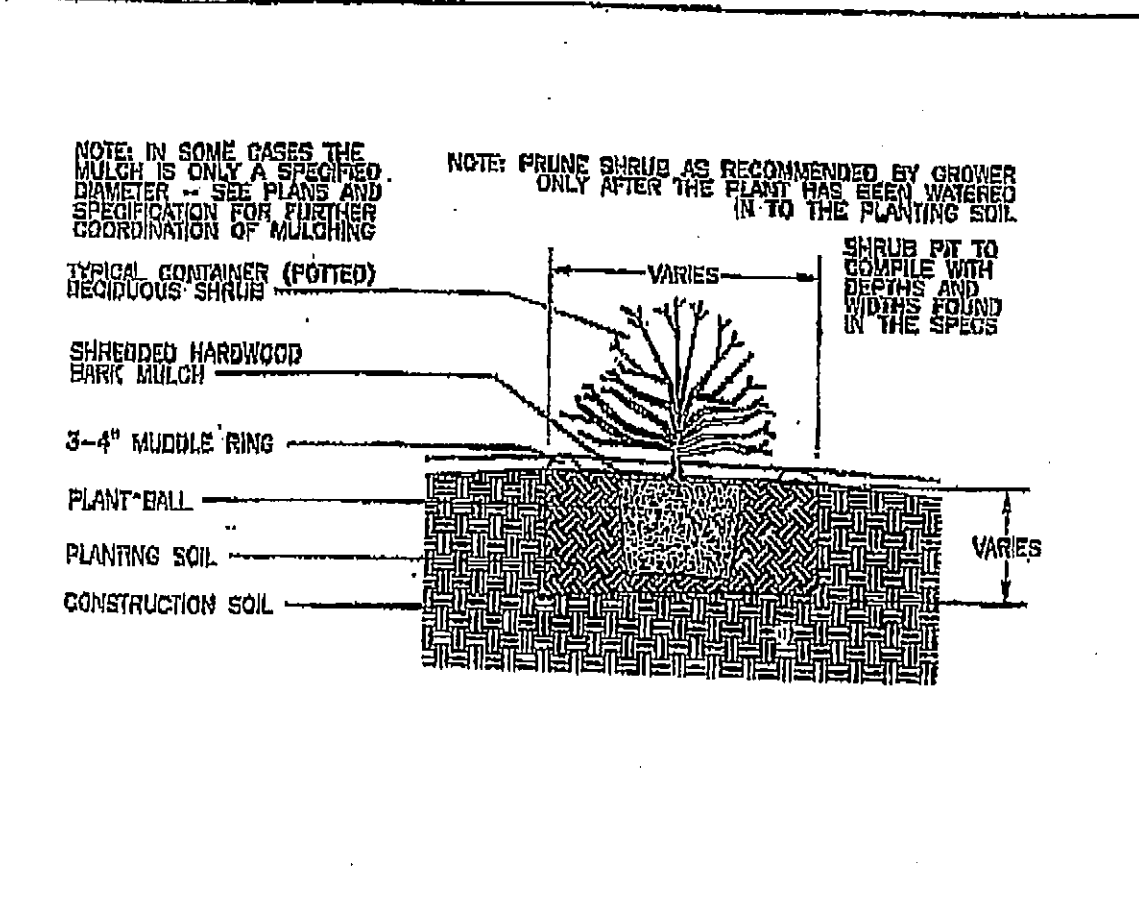 NOTE: IN SOME CASES THE
MULCH IS ONLY A SPECIFIED
DIAMETER -- SEE PLANS AND
SPECIFICATION FOR FURTHER
COORDINATION OF MULCHING
NOTE: PRUNE SHRUB AS RECOMMENDED BY GROWER
ONLY AFTER THE PLANT HAS BEEN WATERED
IN TO THE PLANTING SOIL
SHRUB PIT TO
COMPILE WITH
DEPTHS AND
WIDTHS FOUND
IN THE SPECS
VARIES
TYPICAL CONTAINER (POTTED)
DECIDUOUS SHRUB
SHREDDED HARDWOOD
BARK MULCH
3-4" MUDDLE RING
PLANT BALL
PLANTING SOIL
CONSTRUCTION SOIL
VARIES